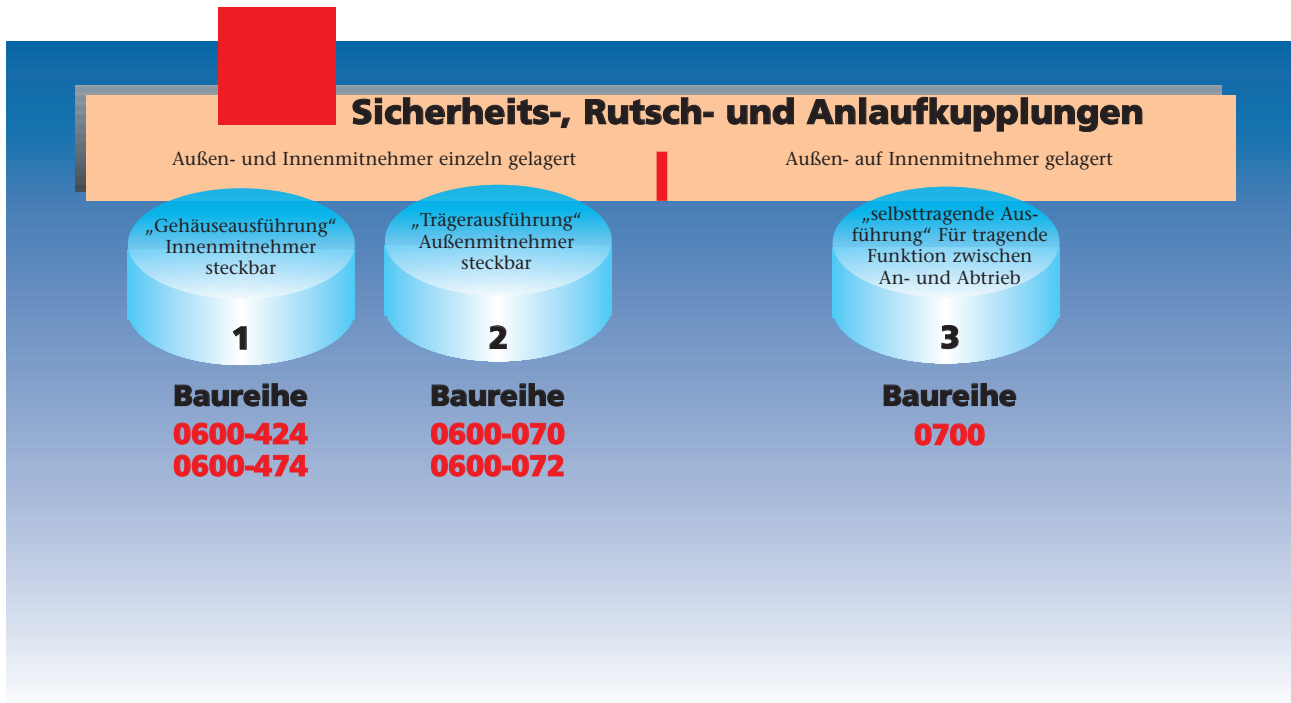 Sicherheits-, Rutsch- und Anlaufkupplungen
Außen- und Innenmitnehmer einzeln gelagert
Außen- auf Innenmitnehmer gelagert
„Gehäuseausführung“
Innenmitnehmer
steckbar
1
Baureihe
0600-424
0600-474
„Trägerausführung“
Außenmitnehmer
steckbar
2
Baureihe
0600-070
0600-072
„selbsttragende Aus-
führung“ Für tragende
Funktion zwischen
An- und Abtrieb
3
Baureihe
0700